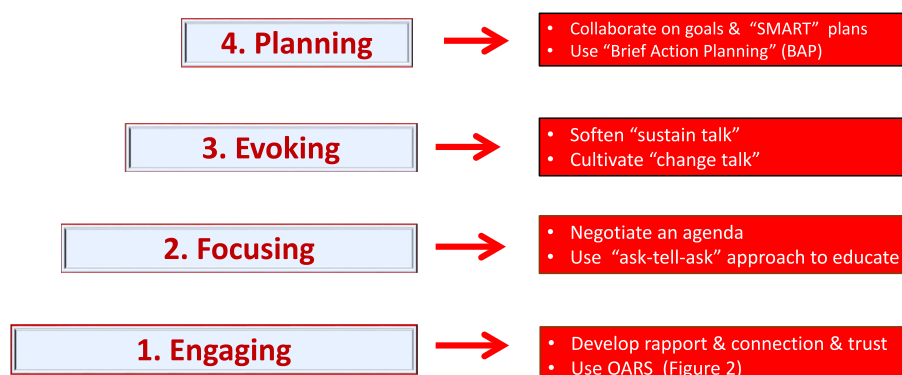 4. Planning
• Collaborate on goals & “SMART” plans
• Use “Brief Action Planning” (BAP)
3. Evoking
• Soften “sustain talk”
• Cultivate “change talk”
2. Focusing
• Negotiate an agenda
• Use “ask-tell-ask” approach to educate
1. Engaging
• Develop rapport & connection & trust
• Use OARS (Figure 2)